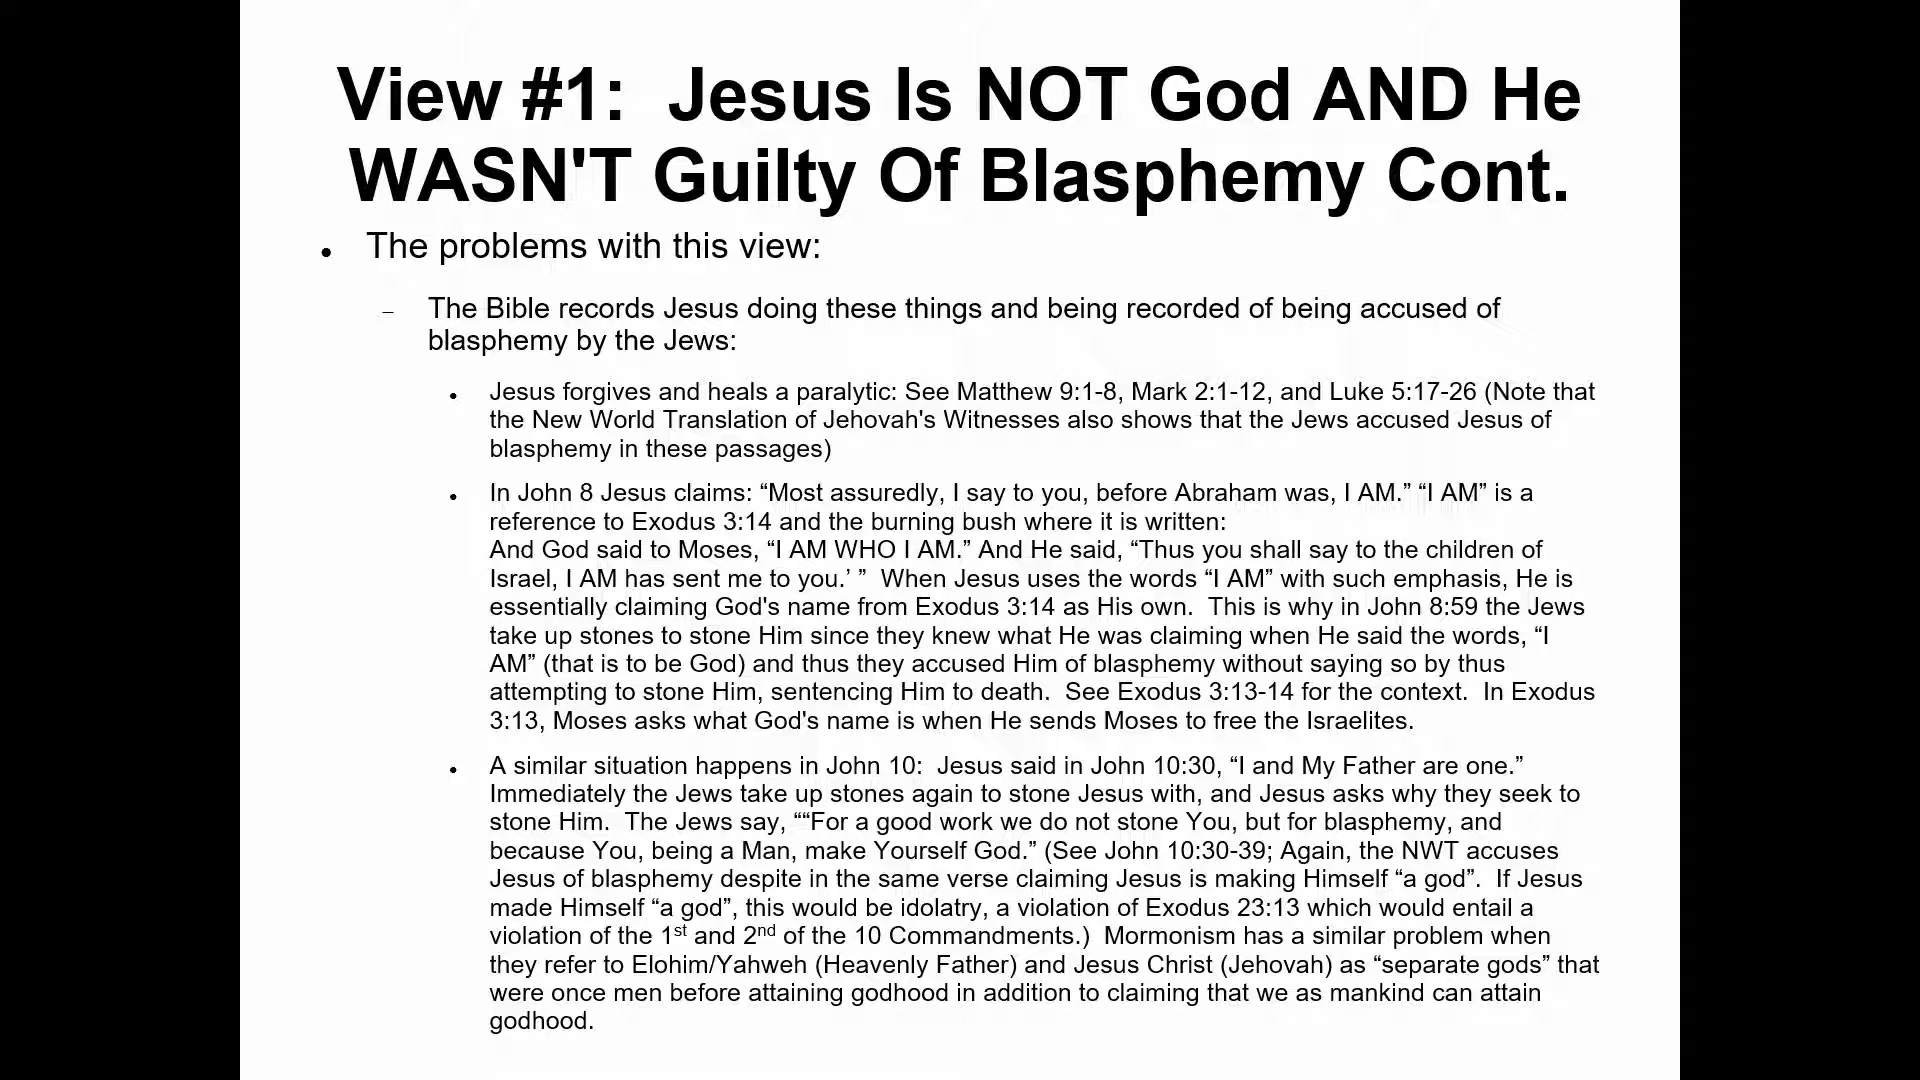 View #1:  Jesus Is NOT God AND He
WASN'T Guilty Of Blasphemy Cont.
● The problems with this view:
– The Bible records Jesus doing these things and being recorded of being accused of
blasphemy by the Jews:
● Jesus forgives and heals a paralytic: See Matthew 9:1-8, Mark 2:1-12, and Luke 5:17-26 (Note that
the New World Translation of Jehovah's Witnesses also shows that the Jews accused Jesus of
blasphemy in these passages)
● In John 8 Jesus claims: “Most assuredly, I say to you, before Abraham was, I AM.” “I AM” is a
reference to Exodus 3:14 and the burning bush where it is written:
And God said to Moses, “I AM WHO I AM.” And He said, “Thus you shall say to the children of
Israel, I AM has sent me to you.’ ”  When Jesus uses the words “I AM” with such emphasis, He is
essentially claiming God's name from Exodus 3:14 as His own.  This is why in John 8:59 the Jews
take up stones to stone Him since they knew what He was claiming when He said the words, “I
AM” (that is to be God) and thus they accused Him of blasphemy without saying so by thus
attempting to stone Him, sentencing Him to death.  See Exodus 3:13-14 for the context.  In Exodus
3:13, Moses asks what God's name is when He sends Moses to free the Israelites.
● A similar situation happens in John 10:  Jesus said in John 10:30, “I and My Father are one.”
Immediately the Jews take up stones again to stone Jesus with, and Jesus asks why they seek to
stone Him.  The Jews say, ““For a good work we do not stone You, but for blasphemy, and
because You, being a Man, make Yourself God.” (See John 10:30-39; Again, the NWT accuses
Jesus of blasphemy despite in the same verse claiming Jesus is making Himself “a god”.  If Jesus
made Himself “a god”, this would be idolatry, a violation of Exodus 23:13 which would entail a
violation of the 1st and 2nd of the 10 Commandments.)  Mormonism has a similar problem when
they refer to Elohim/Yahweh (Heavenly Father) and Jesus Christ (Jehovah) as “separate gods” that
were once men before attaining godhood in addition to claiming that we as mankind can attain
godhood.